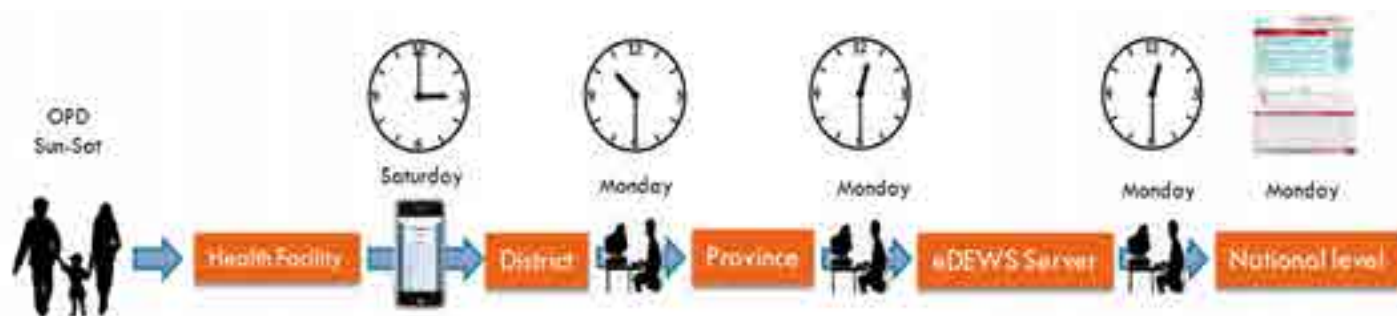 OPD
Sun-Sat
Saturday
Monday
Monday
Monday
Monday
Health Facility
District
Province
eDEWS Server
National level